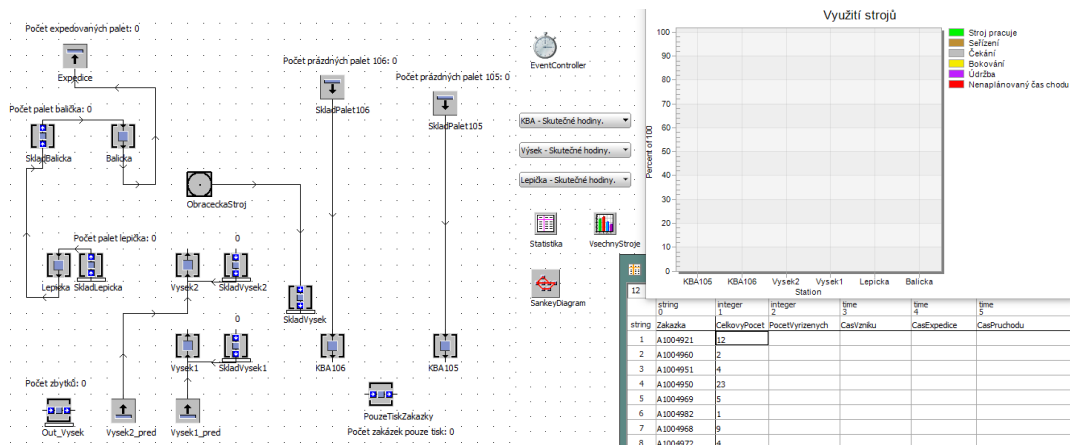 Počet expedovaných palet: 0
Expedice
Počet prázdných palet 106: 0
SkladPalet106
Počet prázdných palet 105: 0
SkladPalet105
Počet palet balička: 0
SkladBalicka
Balicka
ObraceckaStroj
Počet palet lepička: 0
Lepicka
SkladLepicka
Vysek2
0
SkladVysek2
SkladVysek
Vysek1
0
SkladVysek1
KBA106
KBA105
Počet zbytků: 0
Out_Vysek
Vysek2_pred
Vysek1_pred
PouzeTiskZakazky
Počet zakázek pouze tisk: 0
EventController
KBA - Skutečné hodiny.
Výsek - Skutečné hodiny.
Lepička - Skutečné hodiny.
Statistika
VsechnyStroje
SankeyDiagram
Využití strojů
Percent of 100
100
90
80
70
60
50
40
30
20
10
0
KBA106 KBA106 Vysek2 Vysek1 Lepicka Balicka
Station
Stroj pracuje
Seřízení
Čekání
Bokování
Údržba
Nenaplánovaný čas chodu
12
string integer integer time time time
0 1 2 3 4 5
string Zakazka CelkovyPocet PocetVyrizenych CasVzniku CasExpedice CasPruchodu
1 A1004921 12
2 A1004960 2
3 A1004951 4
4 A1004950 23
5 A1004969 5
6 A1004982 1
7 A1004968 9
8 A1004972 4